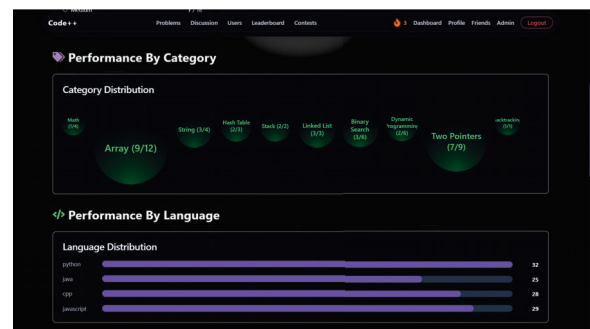 Medium
Code++ Problems Discussion Users Leaderboard Contests 3 Dashboard Profile Friends Admin Logout
Performance By Category
Category Distribution
Math
(1/4)
Array (9/12)
String (3/4)
Hash Table
(2/3)
Stack (2/2)
Linked List
(3/3)
Binary
Search
(3/6)
Dynamic
Programming
(2/6)
Two Pointers
(7/9)
acktrackin
(1/1)
</> Performance By Language
Language Distribution
python 32
java 25
cpp 28
javascript 29